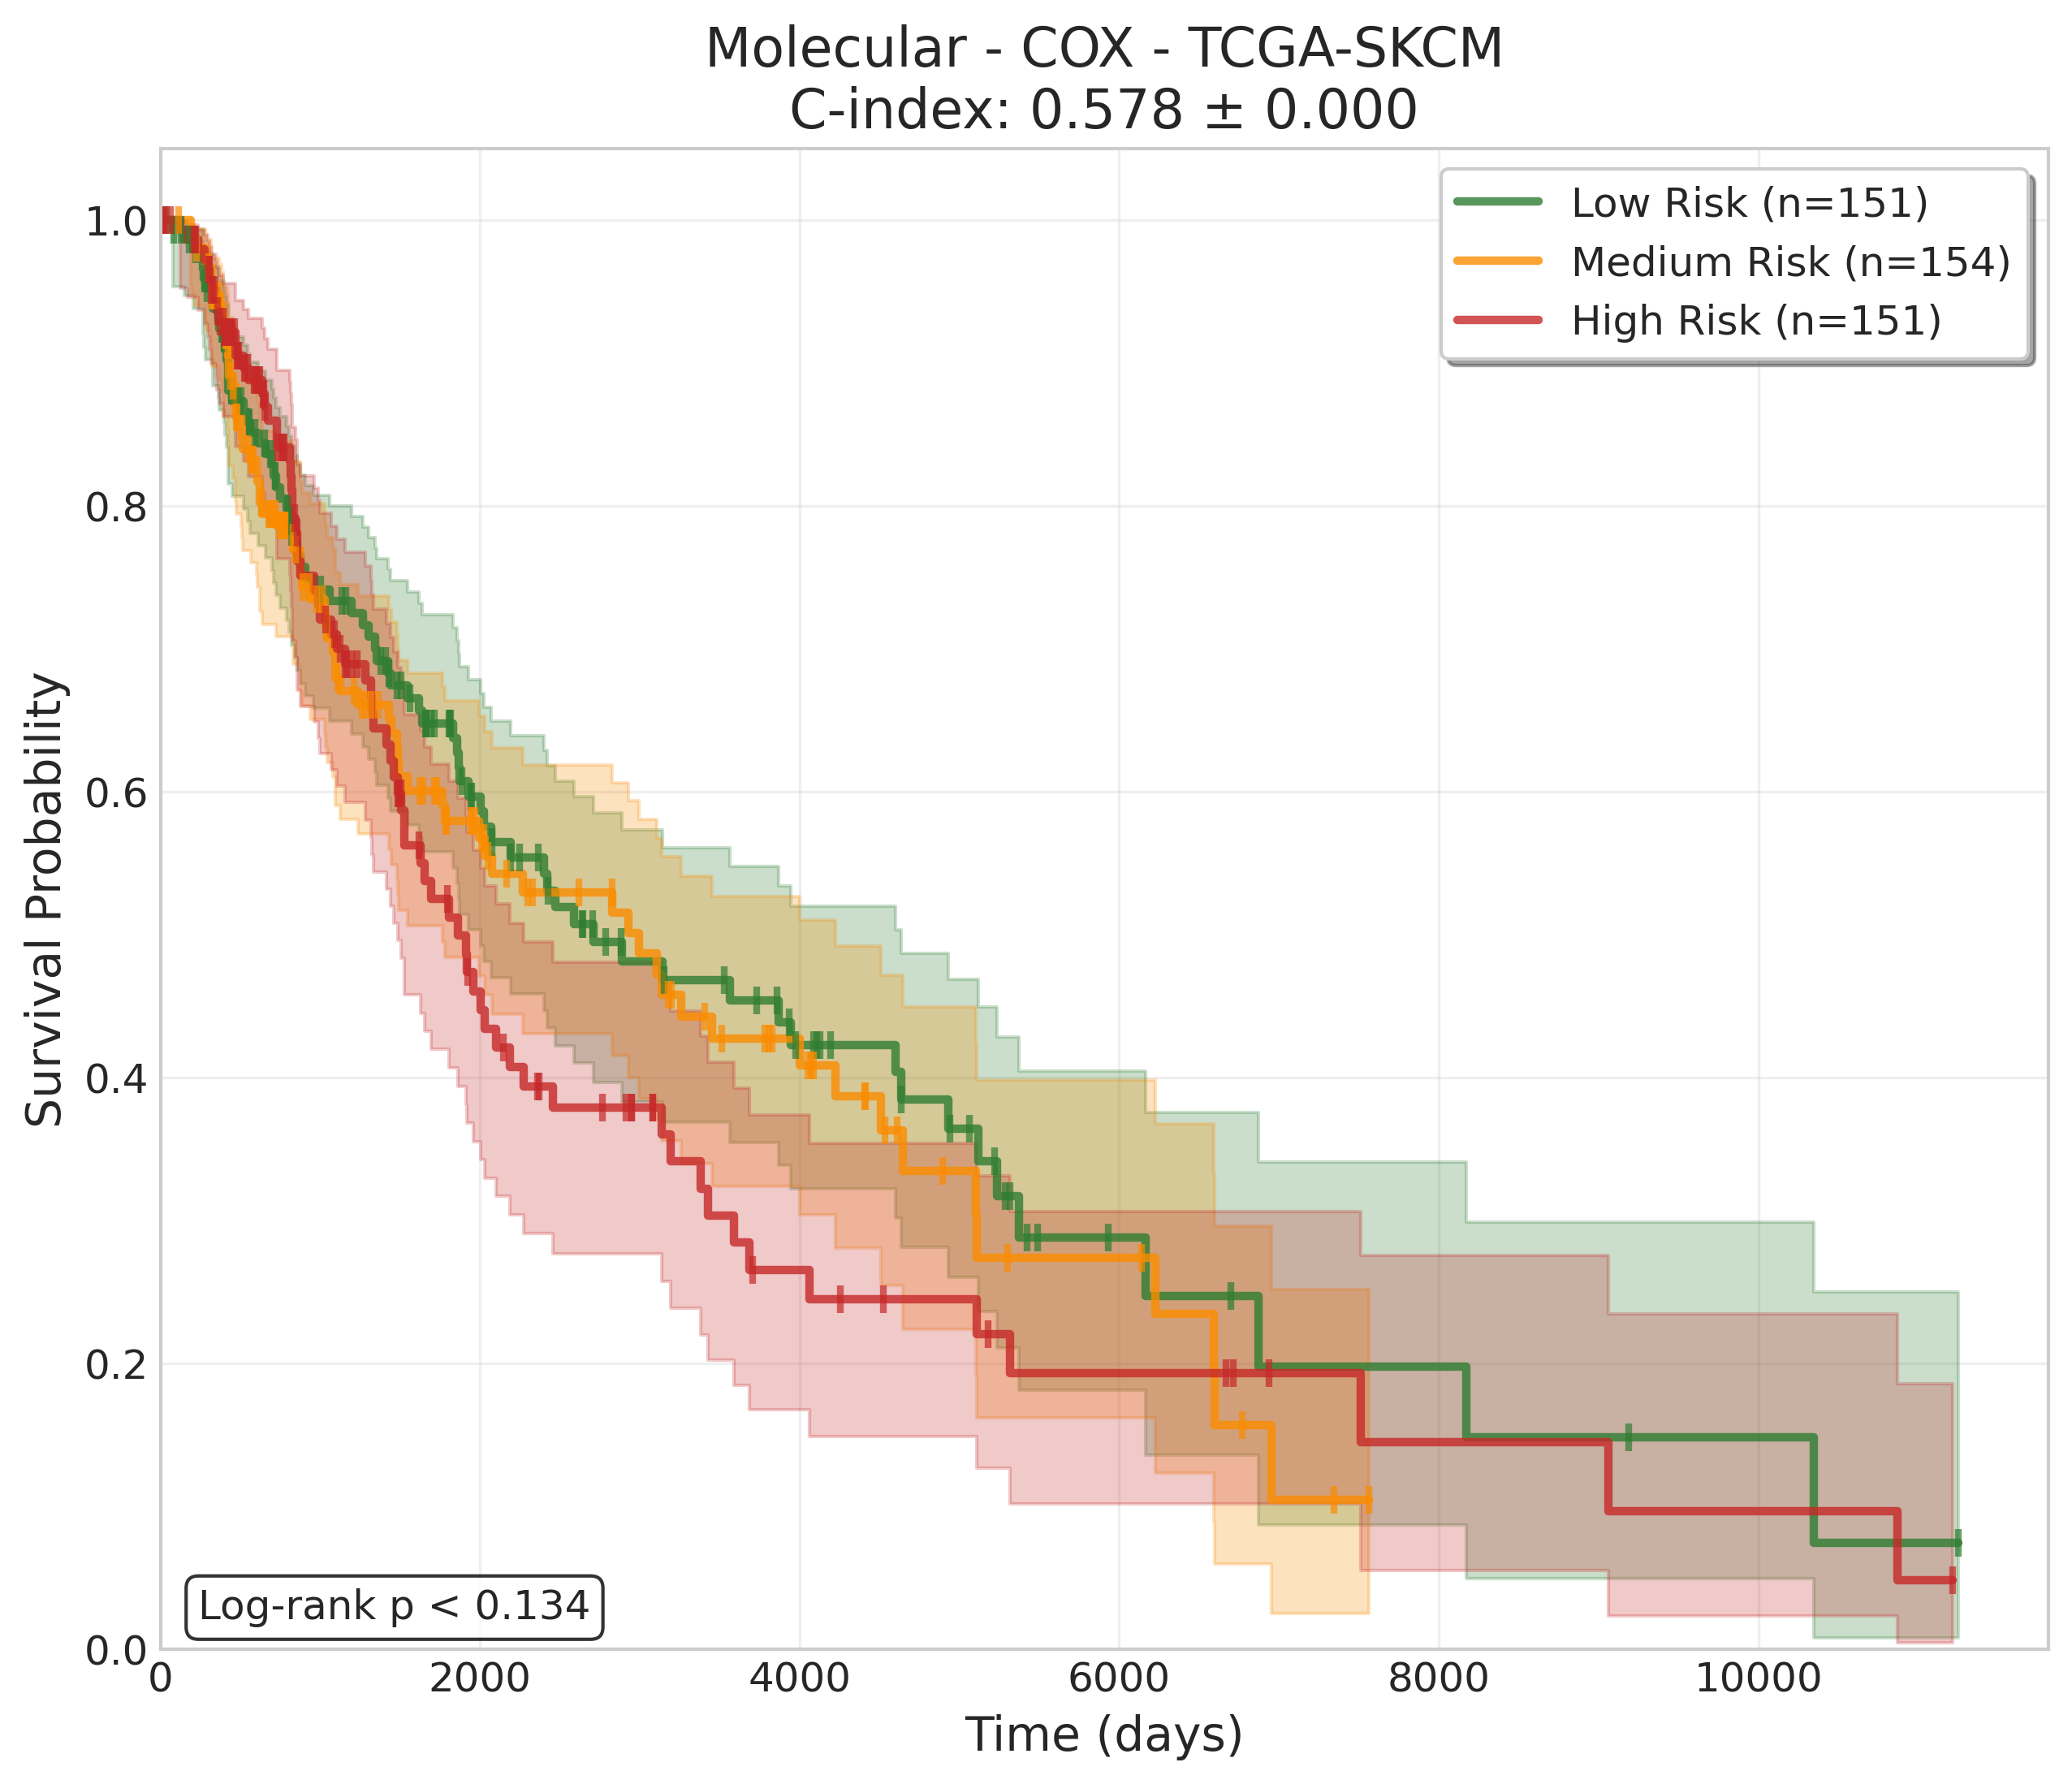 Molecular - COX - TCGA-SKCM
C-index: 0.578 ± 0.000
Low Risk (n=151)
Medium Risk (n=154)
High Risk (n=151)
Survival Probability
1.0
0.8
0.6
0.4
0.2
0.0
Log-rank p < 0.134
0 2000 4000 6000 8000 10000
Time (days)